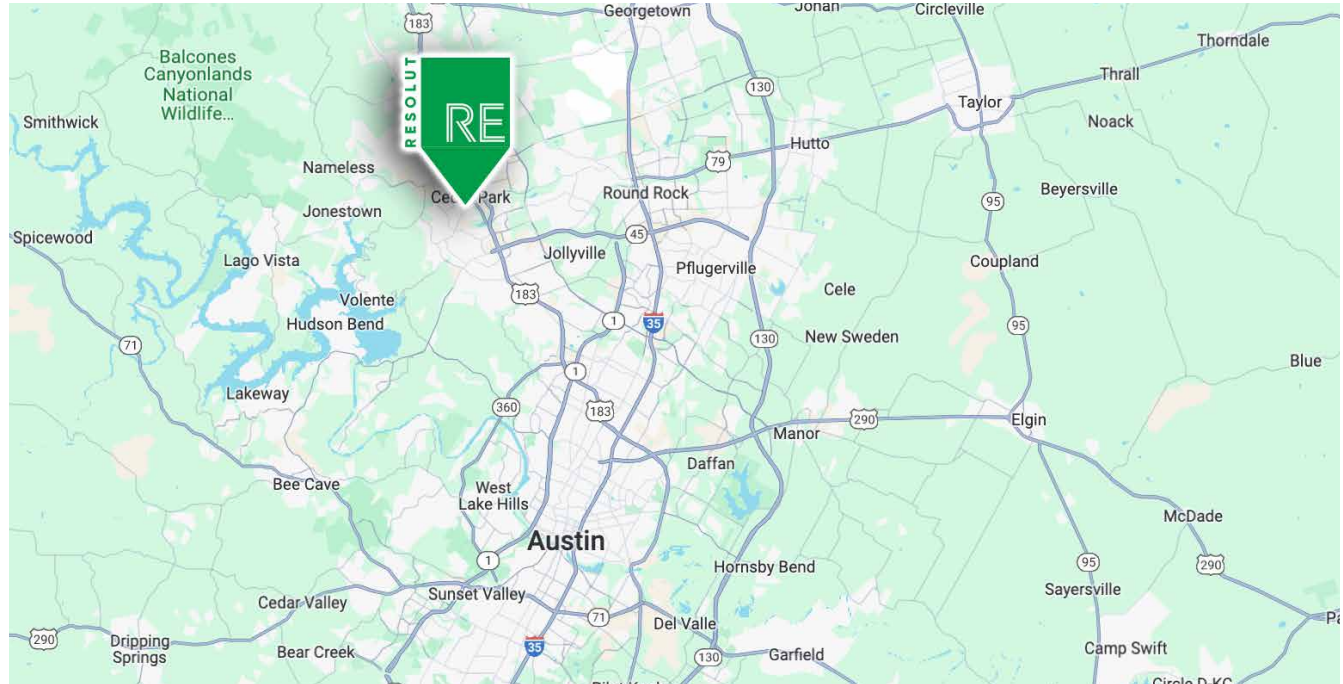 Georgetown
Jonah
Circleville
183
Thorndale
Balcones
Canyonlands
National
Wildlife...
RESOLUT
RE
130
Thrall
Taylor
Smithwick
Noack
Hutto
79
Nameless
Round Rock
Beyersville
Jonestown
95
Spicewood
45
Jollyville
Lago Vista
Pflugerville
Coupland
Cele
183
Volente
Hudson Bend
1
35
95
130
New Sweden
71
Blue
1
Lakeway
360
183
290
Elgin
Manor
Daffan
Bee Cave
West
Lake Hills
McDade
Austin
1
Hornsby Bend
95
290
Sayersville
Cedar Valley
Sunset Valley
71
Del Valle
290
Dripping
Springs
Bear Creek
35
130
Garfield
Camp Swift